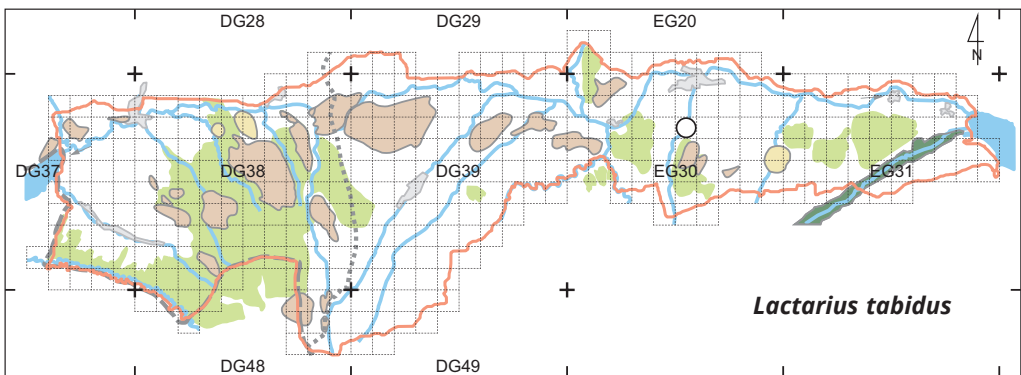 DG28 DG29 EG20
N
DG37 DG38 DG39 EG30 EG31
Lactarius tabidus
DG48 DG49